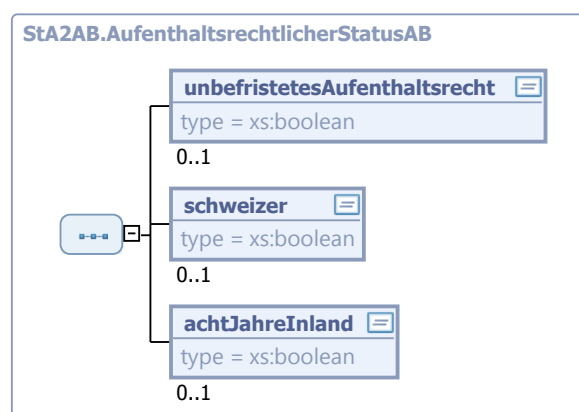 StA2AB.AufenthaltsrechtlicherStatusAB
unbefristetesAufenthaltsrecht
type = xs:boolean
0..1
schweizer
type = xs:boolean
0..1
achtJahreInland
type = xs:boolean
0..1